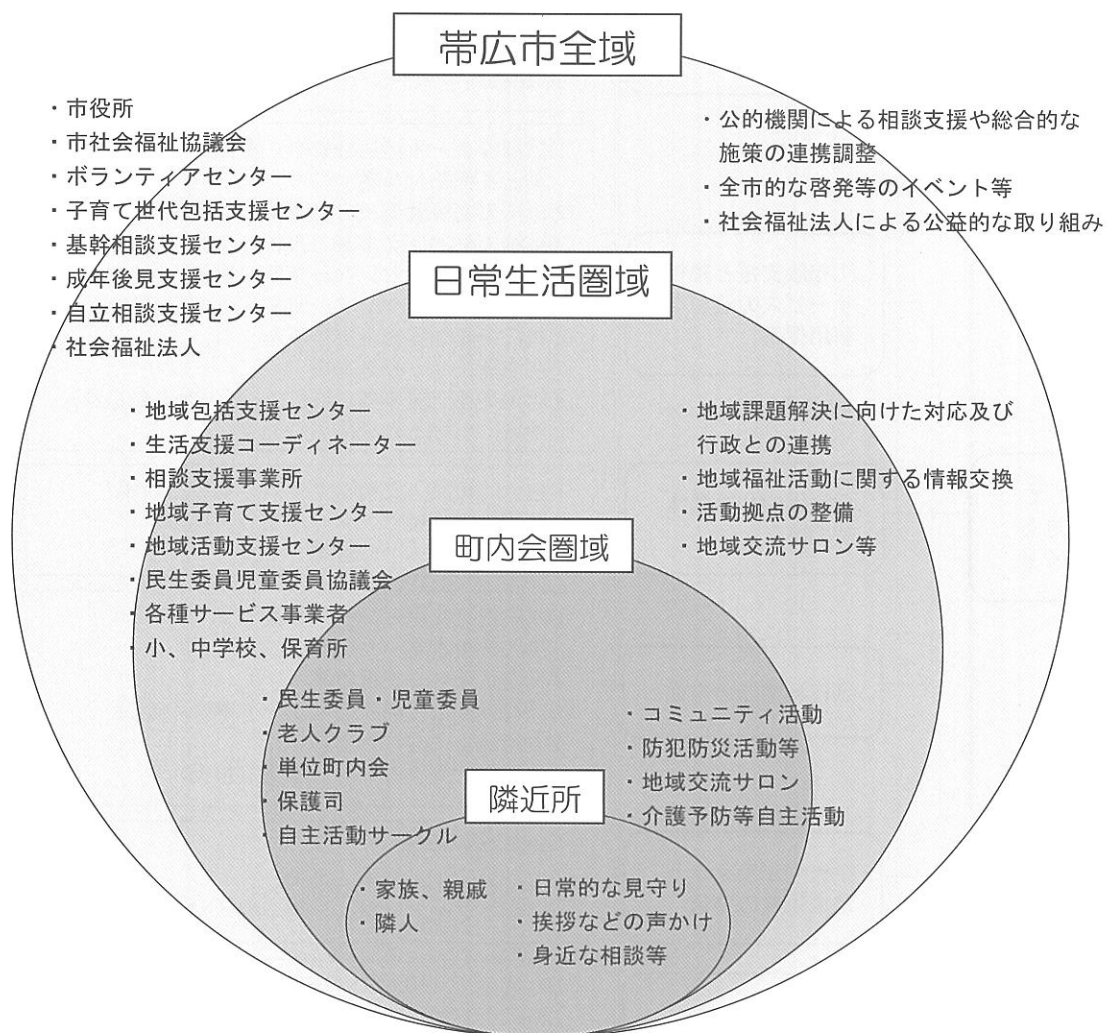 帯広市全域
・市役所
・市社会福祉協議会
・ボランティアセンター
・子育て世代包括支援センター
・基幹相談支援センター
・成年後見支援センター
・自立相談支援センター
・社会福祉法人
・公的機関による相談支援や総合的な
施策の連携調整
・全市的な啓発等のイベント等
・社会福祉法人による公益的な取り組み
日常生活圏域
・地域包括支援センター
・生活支援コーディネーター
・相談支援事業所
・地域子育て支援センター
・地域活動支援センター
・民生委員児童委員協議会
・各種サービス事業者
・小、中学校、保育所
・地域課題解決に向けた対応及び
行政との連携
・地域福祉活動に関する情報交換
・活動拠点の整備
・地域交流サロン等
町内会圏域
・民生委員・児童委員
・老人クラブ
・単位町内会
・保護司
・自主活動サークル
・コミュニティ活動
・防犯防災活動等
・地域交流サロン
・介護予防等自主活動
隣近所
・家族、親戚
・隣人
・日常的な見守り
・挨拶などの声かけ
・身近な相談等